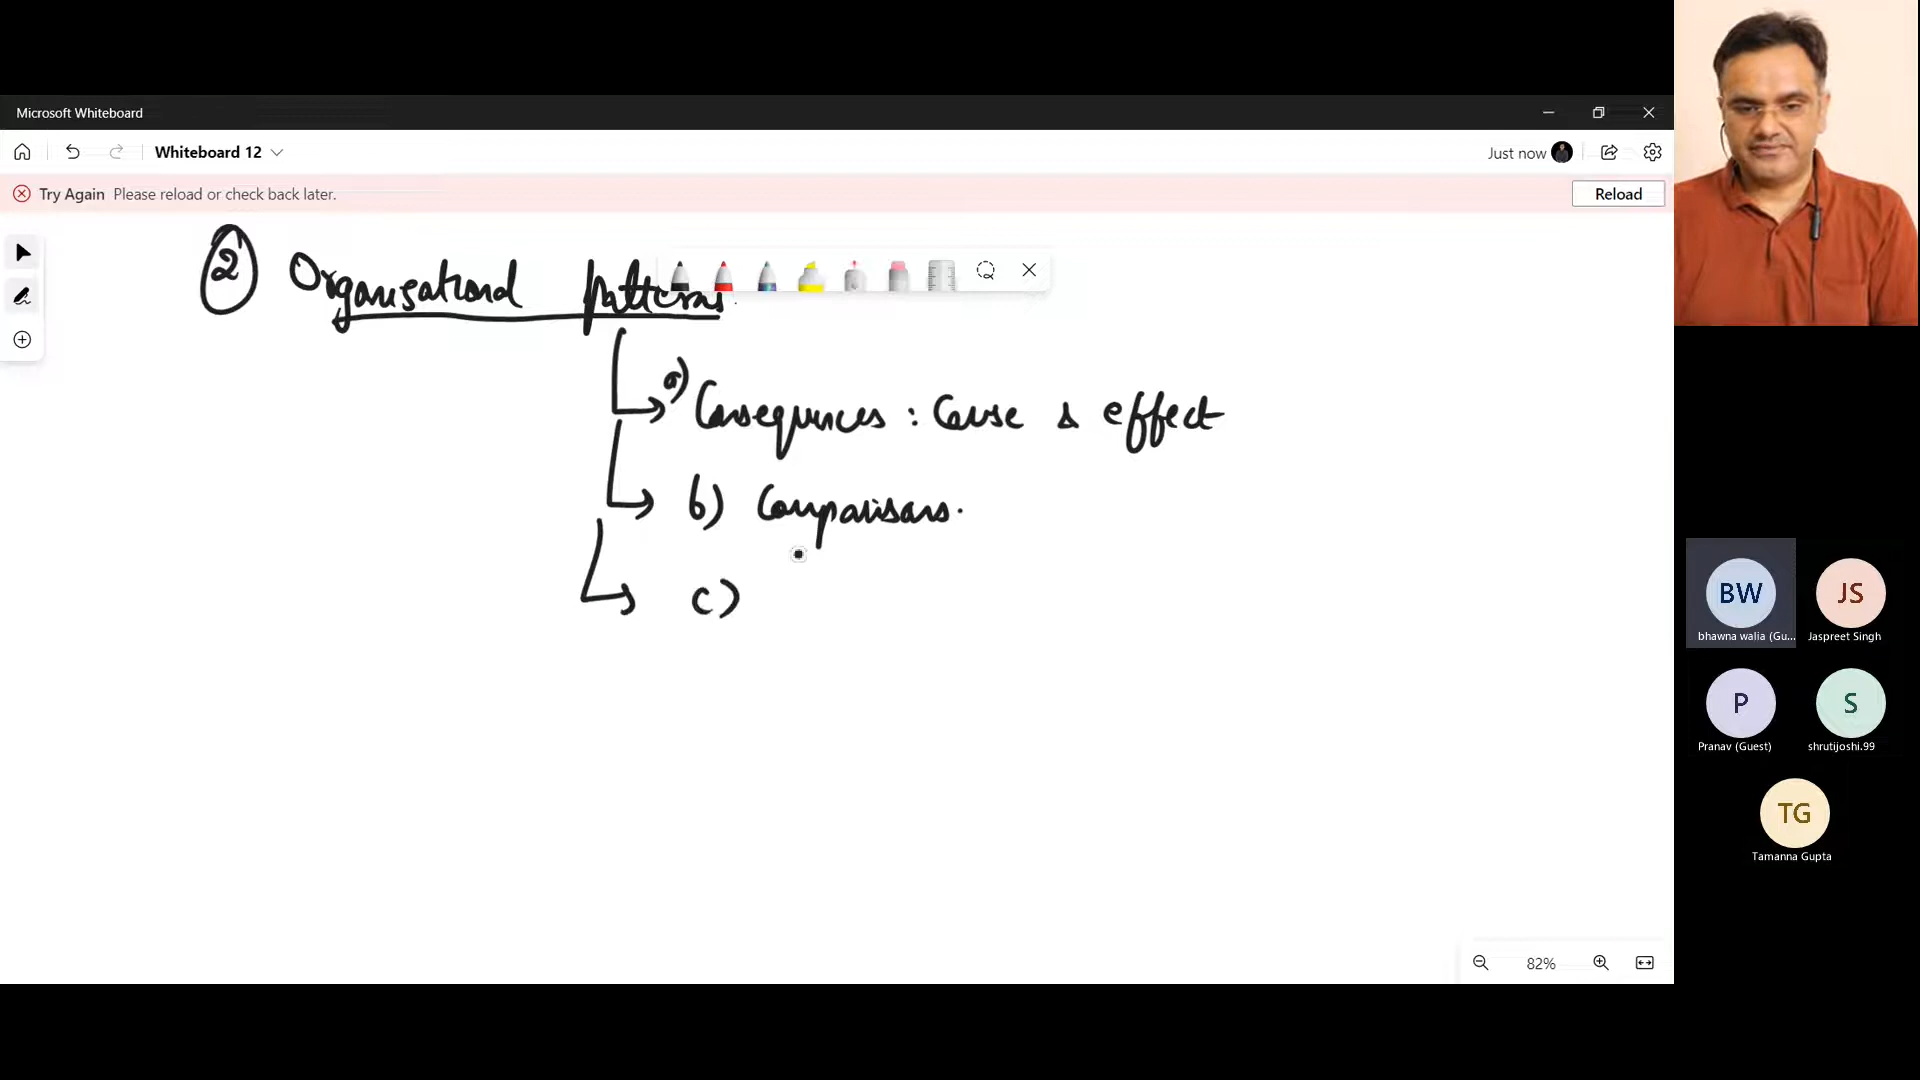 Microsoft Whiteboard
Whiteboard 12
Just now
Try Again Please reload or check back later.
Reload
2 Organisational patterns.
a) Consequences : Cause & effect
b) Comparisons.
c)
BW
bhawna walia (Gu...
JS
Jaspreet Singh
P
Pranav (Guest)
S
shrutijoshi.99
TG
Tamanna Gupta
82%